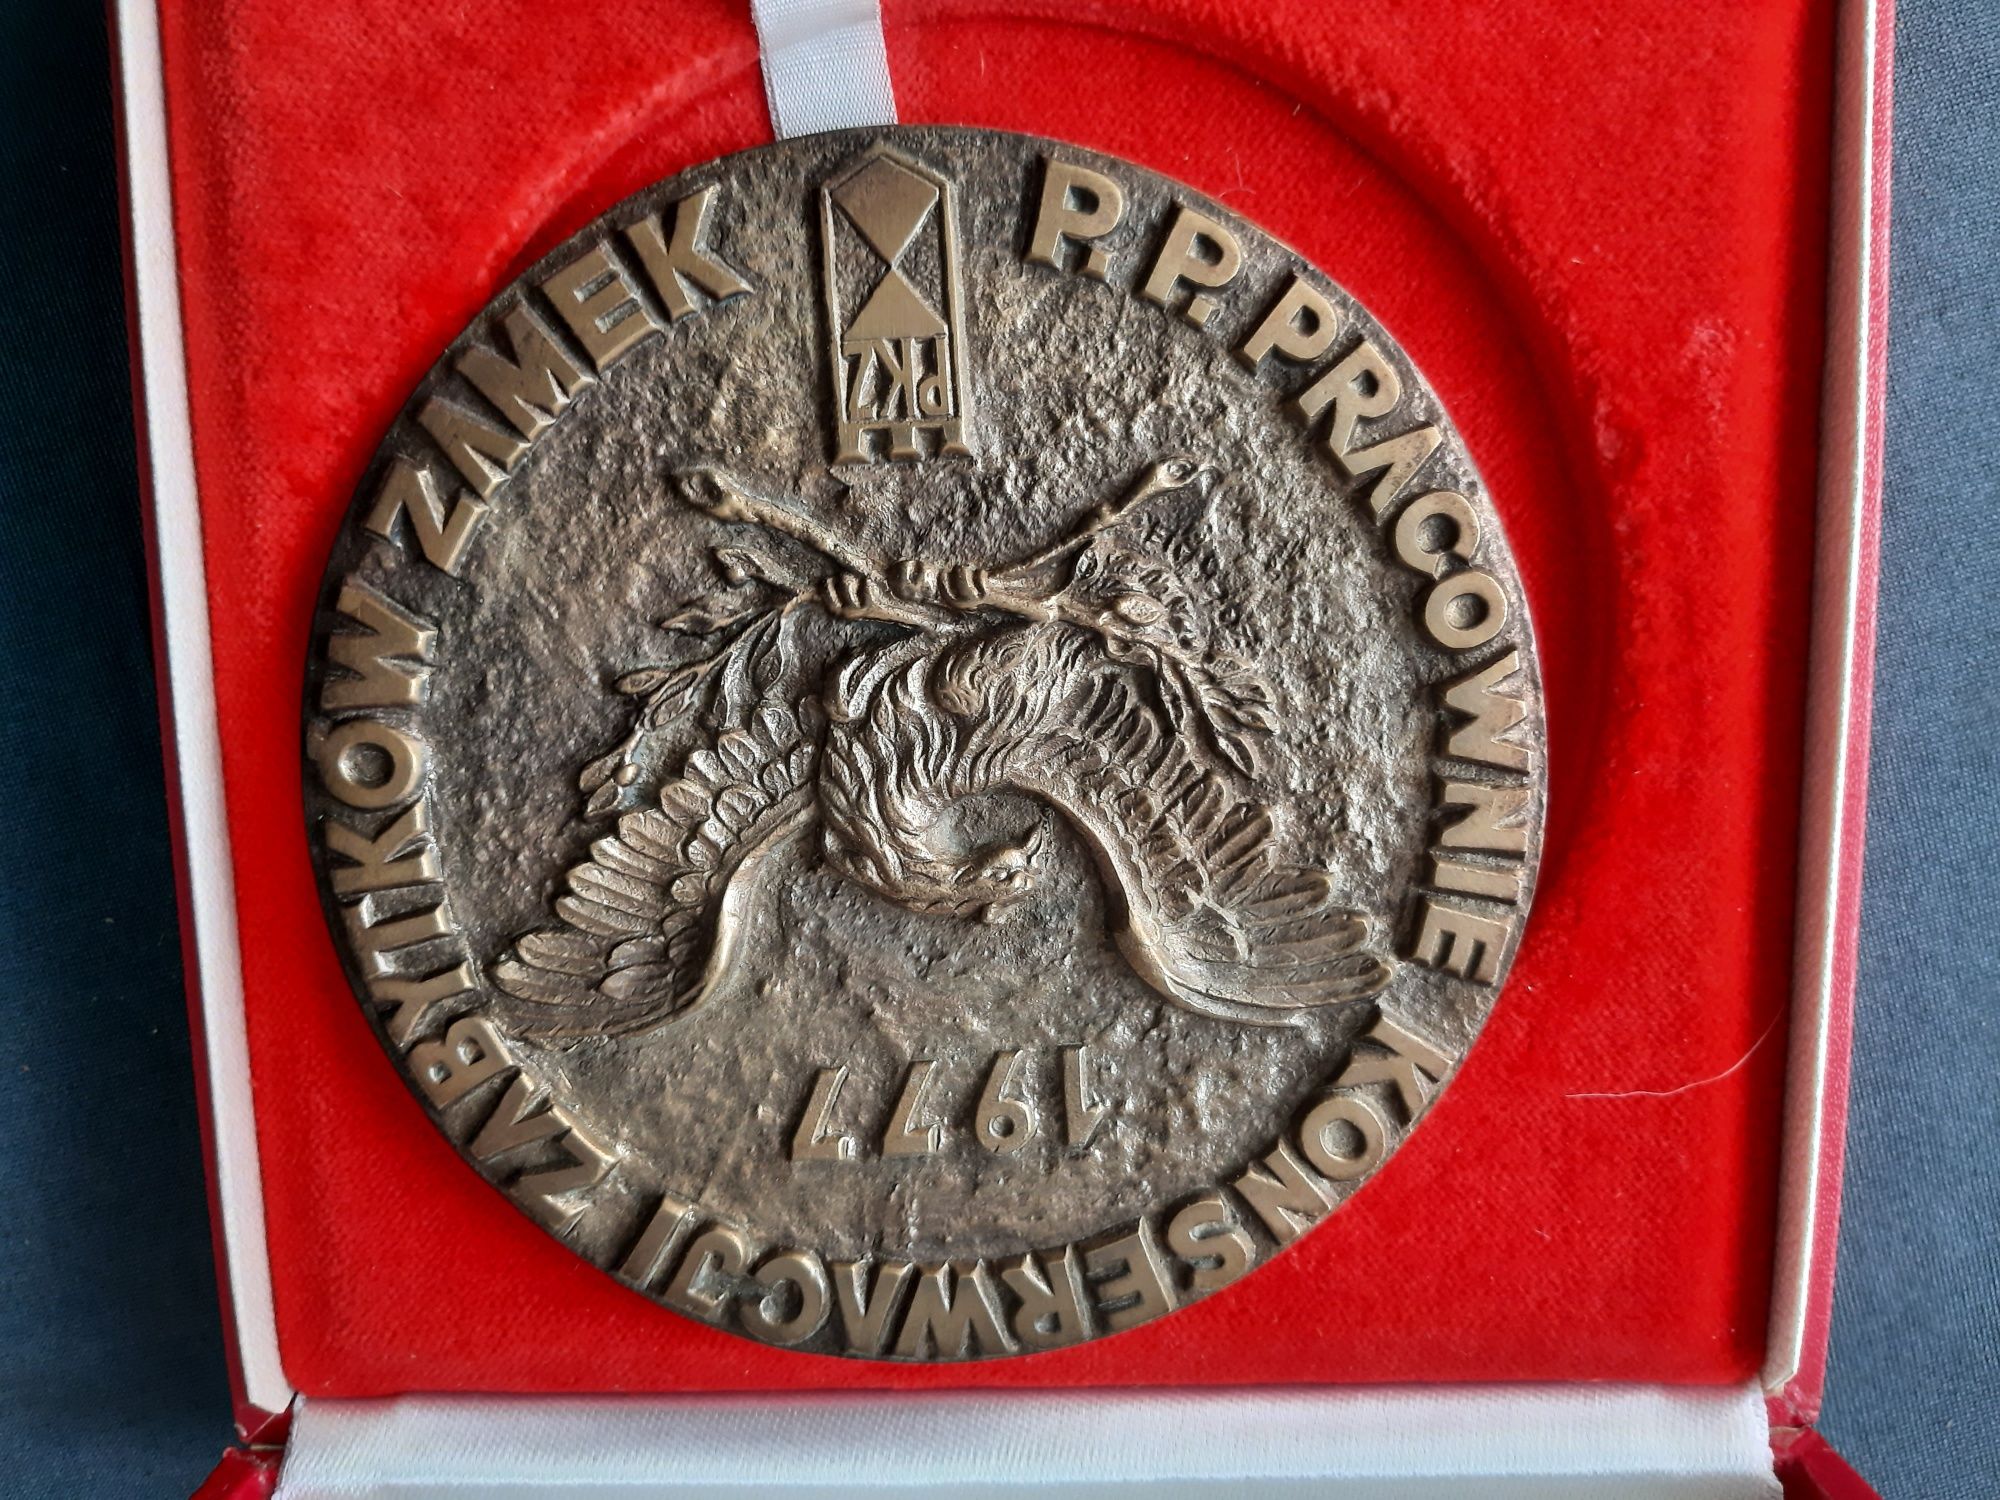 P.P. PRACOWNIE KONSERWACJI ZABYTKÓW ZAMEK
1977
PKZ